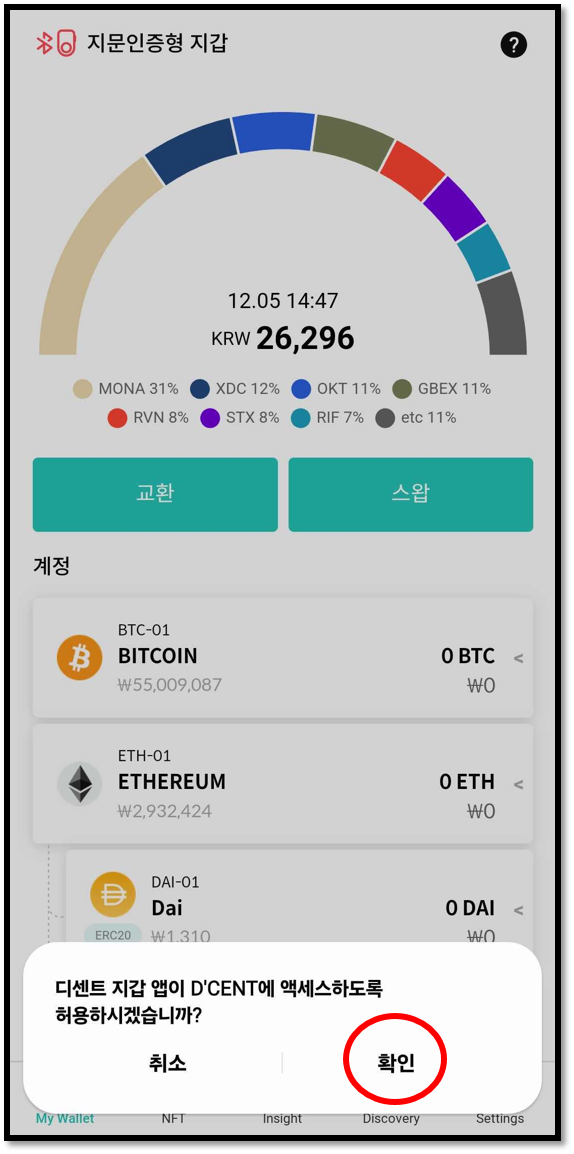 지문인증형 지갑 ?
12.05 14:47
KRW 26,296
MONA 31% XDC 12% OKT 11% GBEX 11%
RVN 8% STX 8% RIF 7% etc 11%
교환 스왑
계정
BTC-01
BITCOIN 0 BTC <
₩55,009,087 ₩0
ETH-01
ETHEREUM 0 ETH <
₩2,932,424 ₩0
DAI-01
Dai 0 DAI <
ERC20 ₩1,310 ₩0
디센트 지갑 앱이 D'CENT에 액세스하도록
허용하시겠습니까?
취소 확인
My Wallet NFT Insight Discovery Settings